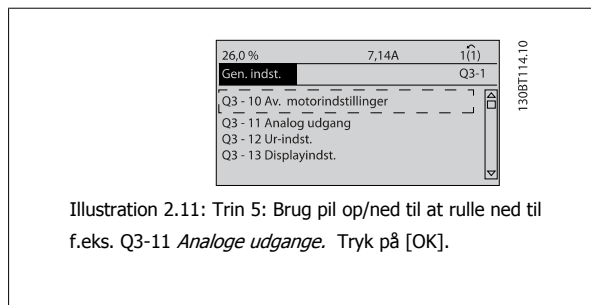 26,0 % 7,14A 1(1)
Gen. indst. Q3-1
Q3 - 10 Av. motorindstillinger
Q3 - 11 Analog udgang
Q3 - 12 Ur-indst.
Q3 - 13 Displayindst.
130BT114.10
Illustration 2.11: Trin 5: Brug pil op/ned til at rulle ned til
f.eks. Q3-11 Analoge udgange. Tryk på [OK].